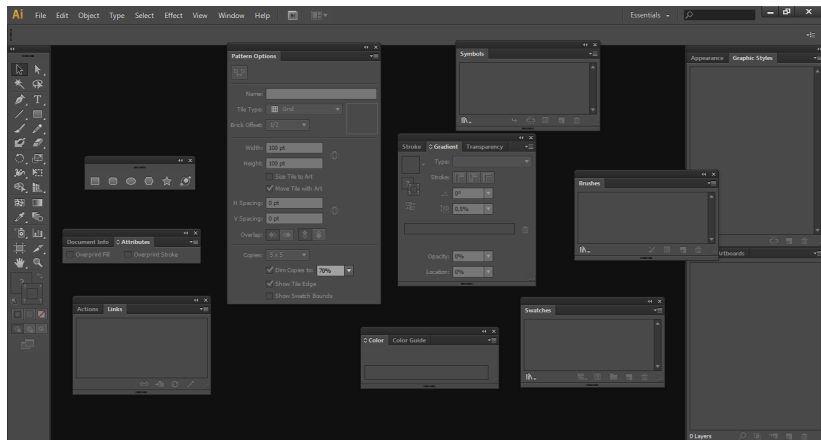 Ai File Edit Object Type Select Effect View Window Help
Essentials
Pattern Options
Name:
Tile Type: Grid
Brick Offset: 1/2
Width: 100 pt
Height: 100 pt
Size Tile to Art
Move Tile with Art
H Spacing: 0 pt
V Spacing: 0 pt
Overlap:
Copies: 5 x 5
Dim Copies to: 70%
Show Tile Edge
Show Swatch Bounds
Symbols
Appearance Graphic Styles
Stroke Gradient Transparency
Type:
Stroke:
0°
Opacity: 0%
Location: 0%
Brushes
Document Info Attributes
Overprint Fill Overprint Stroke
Artboards
Actions Links
Swatches
Color Color Guide
0 Layers